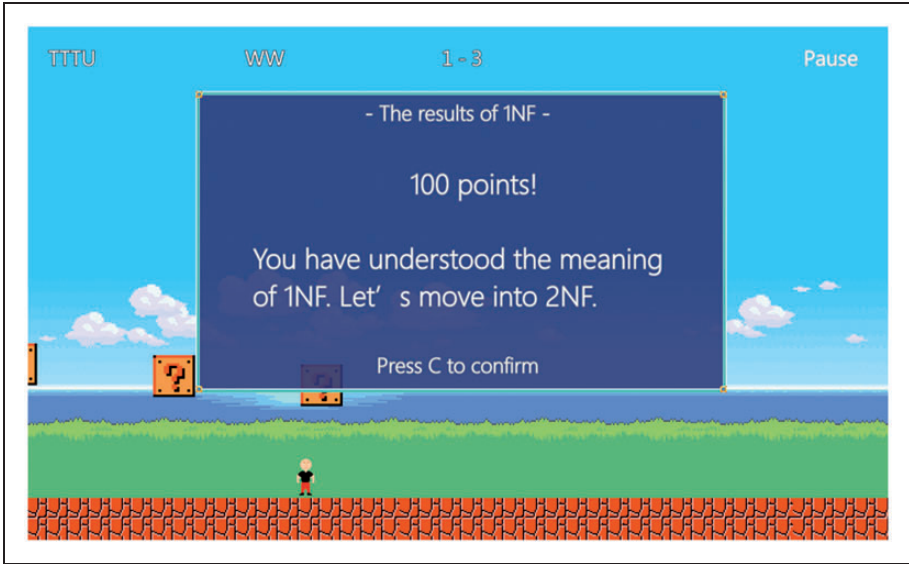 TTTU WW 1-3 Pause
- The results of 1NF -
100 points!
You have understood the meaning
of 1NF. Let's move into 2NF.
? ?
Press C to confirm